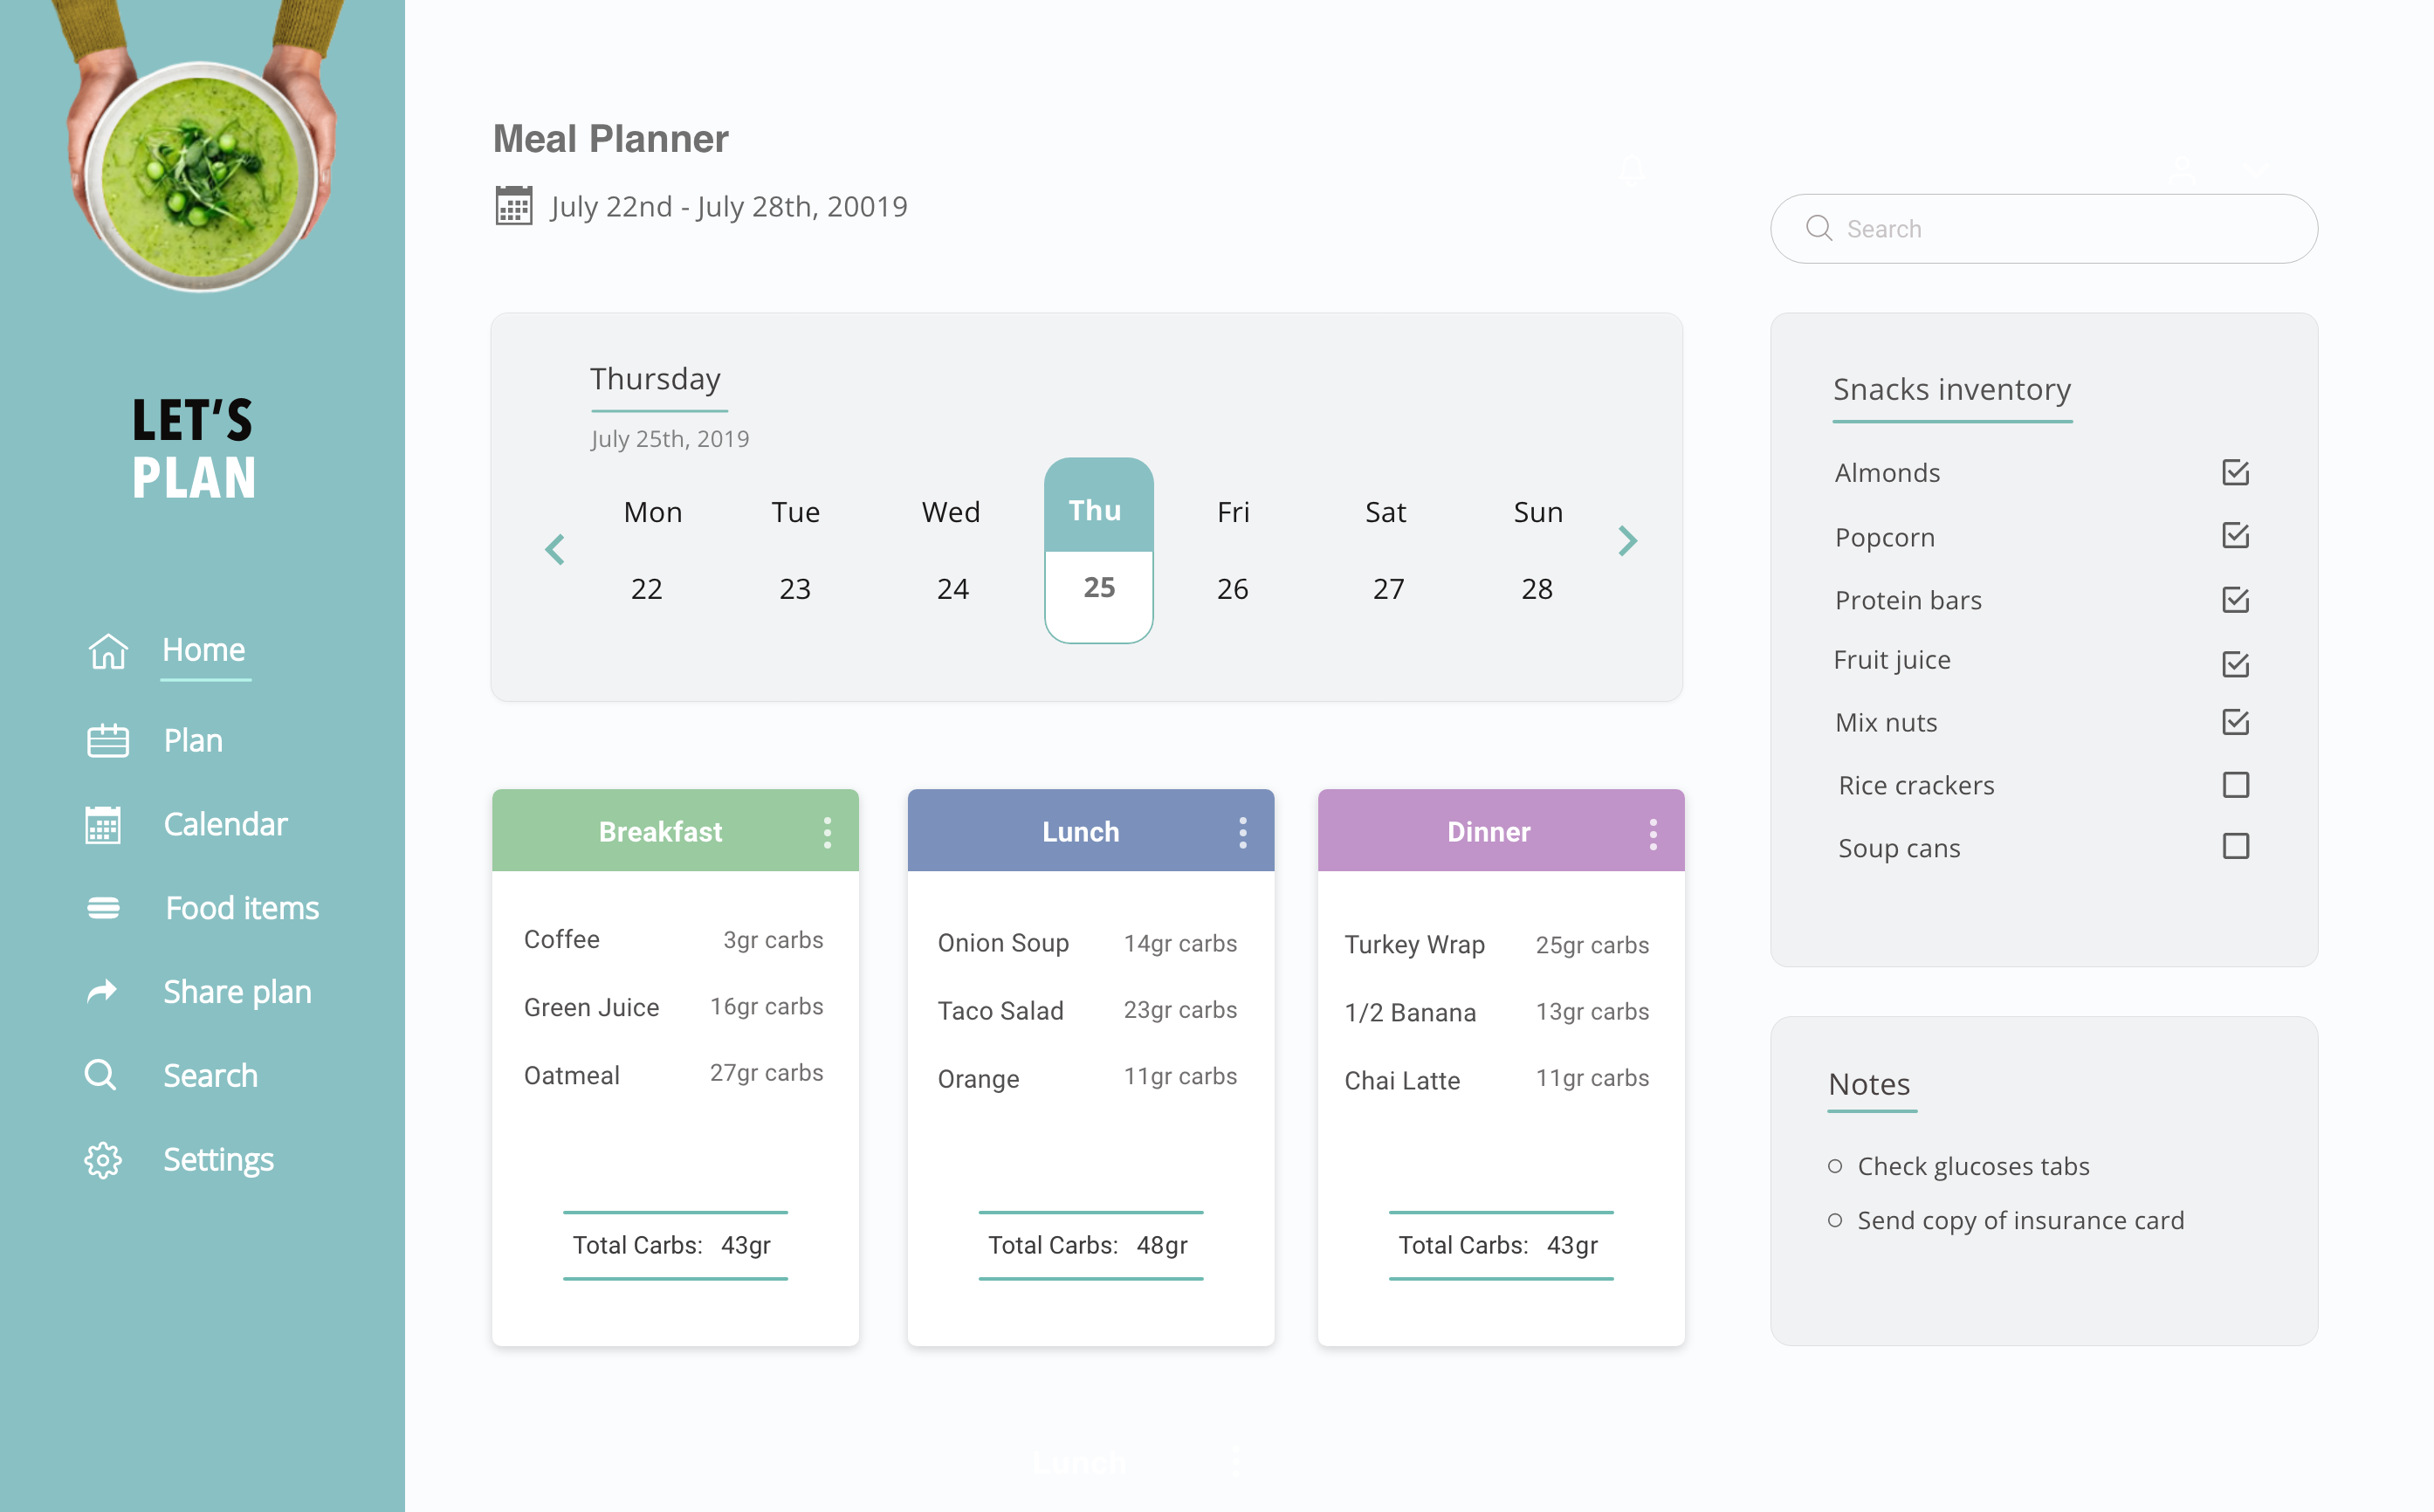 LET'S
PLAN
Home
Plan
Calendar
Food items
Share plan
Search
Settings
Meal Planner
July 22nd - July 28th, 20019
Search
Thursday
July 25th, 2019
Mon Tue Wed Thu Fri Sat Sun
22 23 24 25 26 27 28
Breakfast
Coffee 3gr carbs
Green Juice 16gr carbs
Oatmeal 27gr carbs
Total Carbs: 43gr
Lunch
Onion Soup 14gr carbs
Taco Salad 23gr carbs
Orange 11gr carbs
Total Carbs: 48gr
Dinner
Turkey Wrap 25gr carbs
1/2 Banana 13gr carbs
Chai Latte 11gr carbs
Total Carbs: 43gr
Snacks inventory
Almonds
Popcorn
Protein bars
Fruit juice
Mix nuts
Rice crackers
Soup cans
Notes
Check glucoses tabs
Send copy of insurance card
Lunch